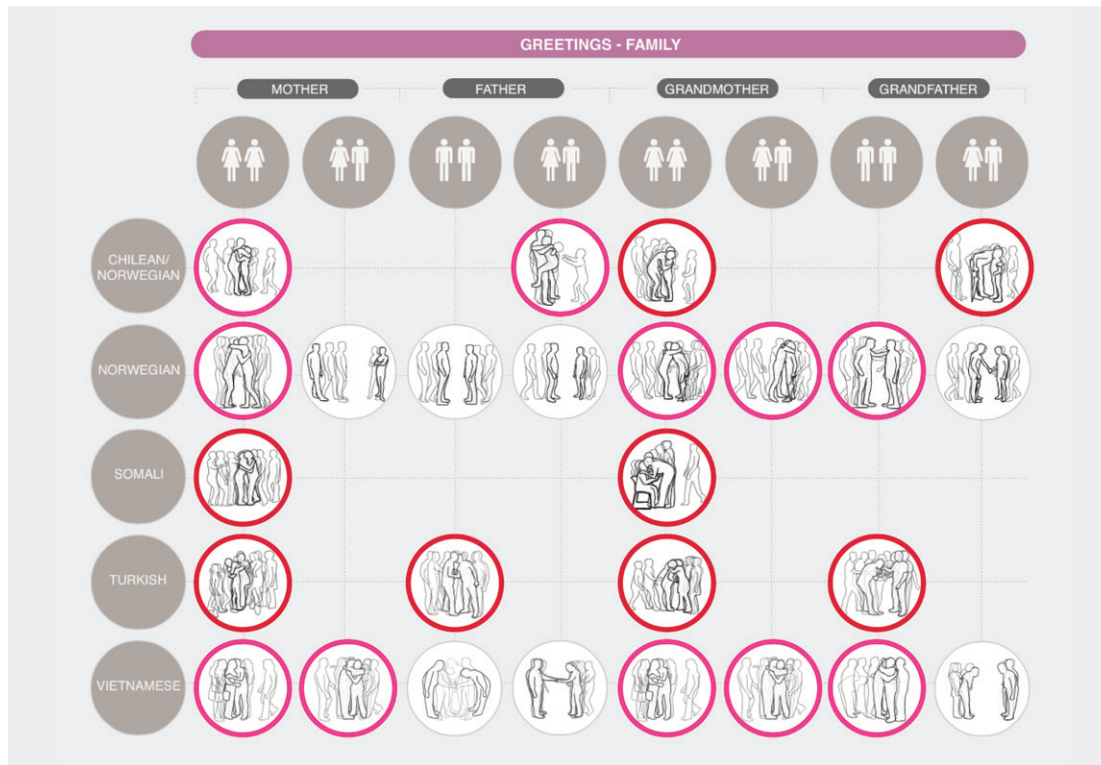 GREETINGS - FAMILY
MOTHER
FATHER
GRANDMOTHER
GRANDFATHER
CHILEAN/
NORWEGIAN
NORWEGIAN
SOMALI
TURKISH
VIETNAMESE